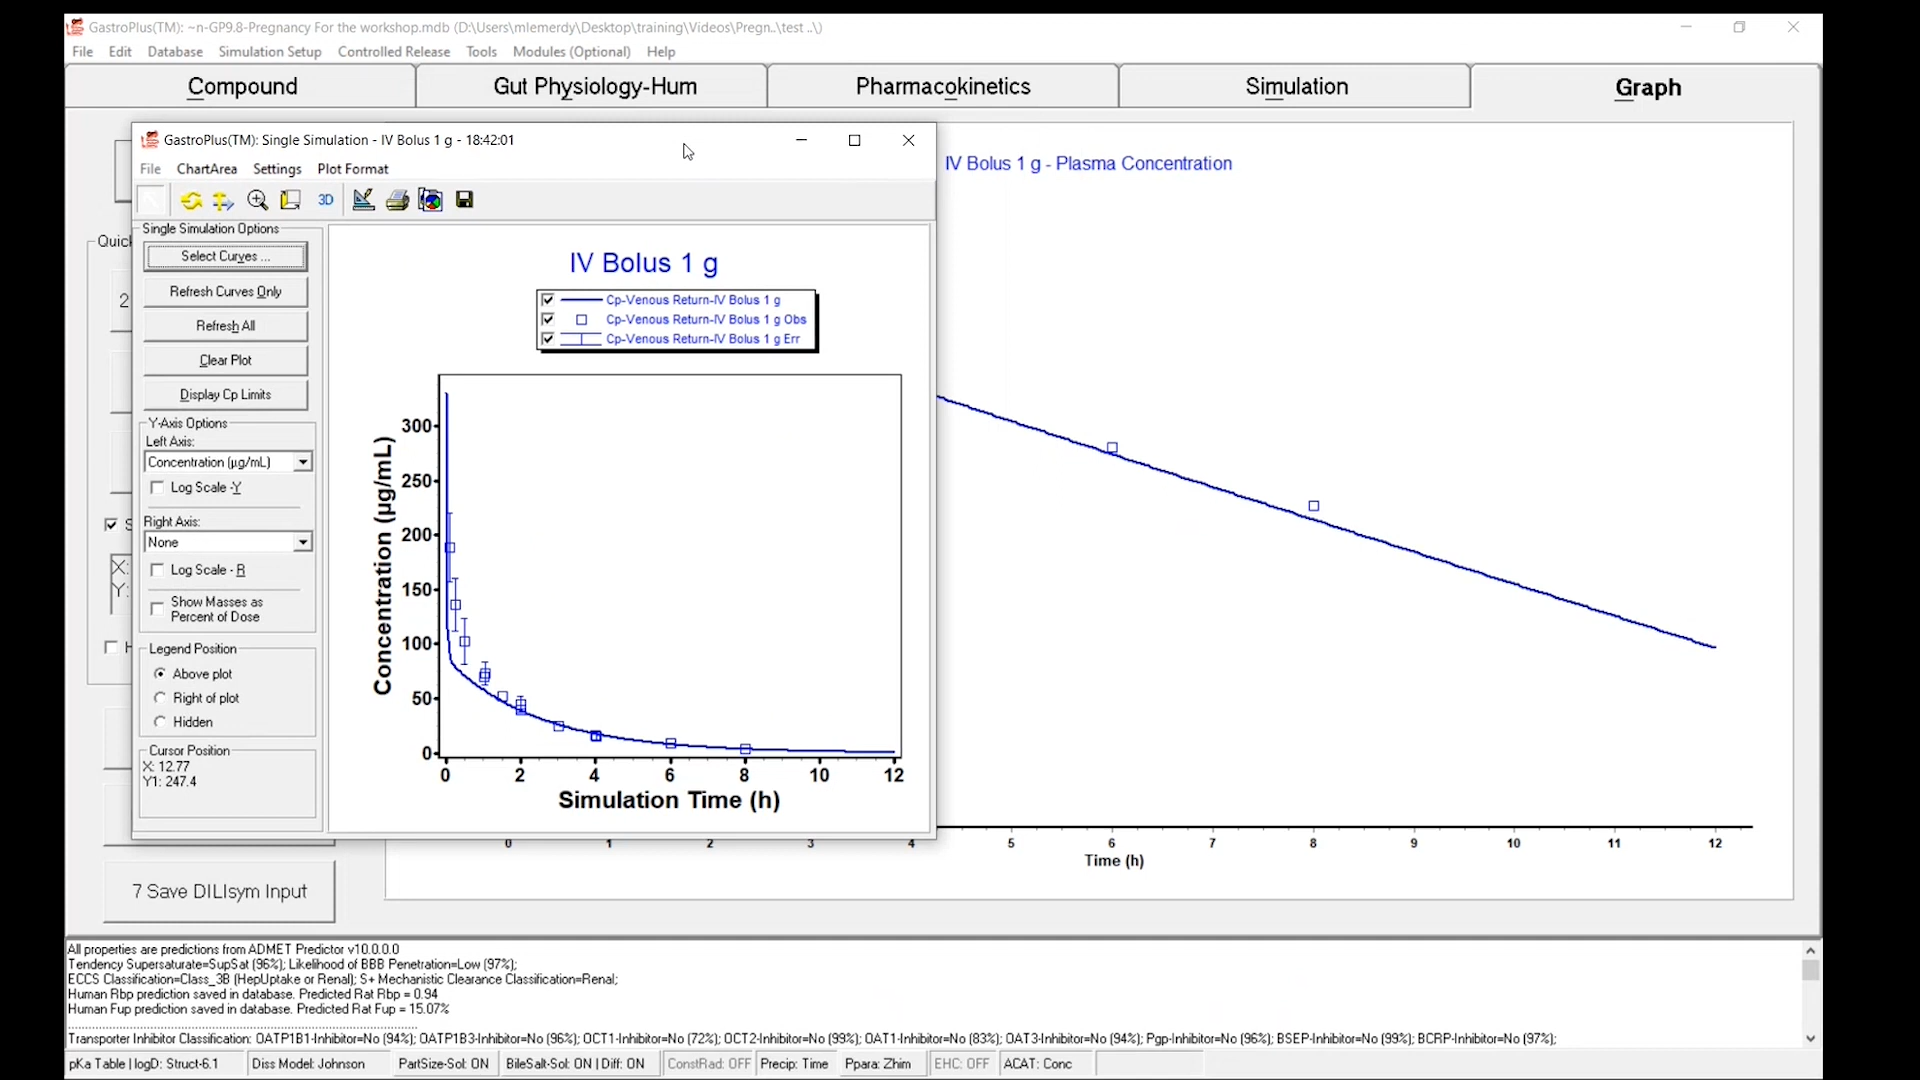 GastroPlus(TM): ~n-GP9.8-Pregnancy For the workshop.mdb (D:\Users\mlemerdy\Desktop\training\Videos\Pregn..\test ..\)
File Edit Database Simulation Setup Controlled Release Tools Modules (Optional) Help
Compound Gut Physiology-Hum Pharmacokinetics Simulation Graph
GastroPlus(TM): Single Simulation - IV Bolus 1 g - 18:42:01
IV Bolus 1 g - Plasma Concentration
File ChartArea Settings Plot Format
3D
Single Simulation Options
Quick
Select Curves ...
Refresh Curves Only
Refresh All
Clear Plot
Display Cp Limits
Y-Axis Options
Left Axis:
Concentration (µg/mL)
Log Scale -Y
Right Axis:
None
Log Scale - R
Show Masses as
Percent of Dose
Legend Position
Above plot
Right of plot
Hidden
Cursor Position
X: 12.77
Y1: 247.4
2
S
X:
Y:
H
IV Bolus 1 g
Cp-Venous Return-IV Bolus 1 g
Cp-Venous Return-IV Bolus 1 g Obs
Cp-Venous Return-IV Bolus 1 g Err
Concentration (µg/mL)
300
250
200
150
100
50
0
0 2 4 6 8 10 12
Simulation Time (h)
0 1 2 3 4 5 6 7 8 9 10 11 12
Time (h)
7 Save DILIsym Input
All properties are predictions from ADMET Predictor v10.0.0.0
Tendency Supersaturate=SupSat (96%); Likelihood of BBB Penetration=Low (97%);
ECCS Classification=Class_3B (HepUptake or Renal); S+ Mechanistic Clearance Classification=Renal;
Human Rbp prediction saved in database. Predicted Rat Rbp = 0.94
Human Fup prediction saved in database. Predicted Rat Fup = 15.07%
Transporter Inhibitor Classification: OATP1B1-Inhibitor=No (94%); OATP1B3-Inhibitor=No (96%); OCT1-Inhibitor=No (72%); OCT2-Inhibitor=No (99%); OAT1-Inhibitor=No (83%); OAT3-Inhibitor=No (94%); Pgp-Inhibitor=No (96%); BSEP-Inhibitor=No (99%); BCRP-Inhibitor=No (97%);
pKa Table | logD: Struct-6.1 Diss Model: Johnson PartSize-Sol: ON BileSalt-Sol: ON | Diff: ON ConstRad: OFF Precip: Time Ppara: Zhim EHC: OFF ACAT: Conc